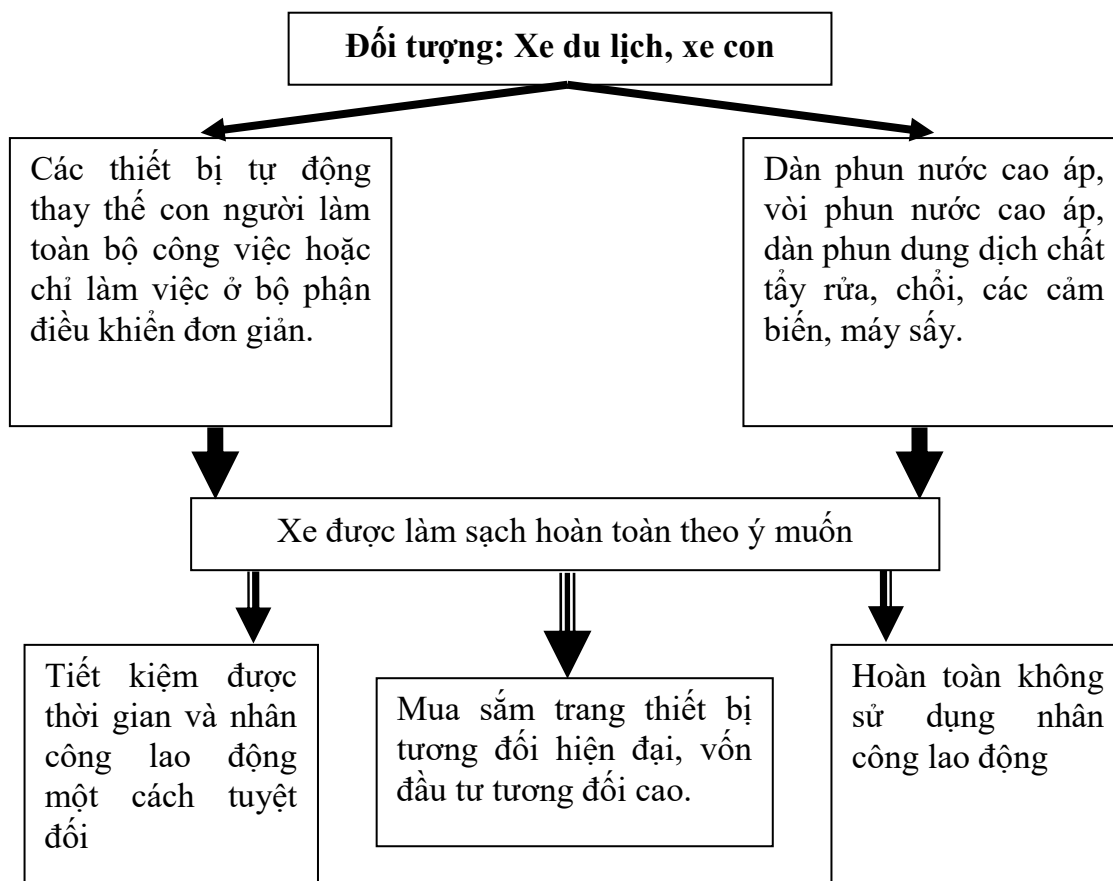 Đối tượng: Xe du lịch, xe con
Các thiết bị tự động
thay thế con người làm
toàn bộ công việc hoặc
chỉ làm việc ở bộ phận
điều khiển đơn giản.
Dàn phun nước cao áp,
vòi phun nước cao áp,
dàn phun dung dịch chất
tẩy rửa, chổi, các cảm
biến, máy sấy.
Xe được làm sạch hoàn toàn theo ý muốn
Tiết kiệm được
thời gian và nhân
công lao động
một cách tuyệt
đối
Mua sắm trang thiết bị
tương đối hiện đại, vốn
đầu tư tương đối cao.
Hoàn toàn không
sử dụng nhân
công lao động